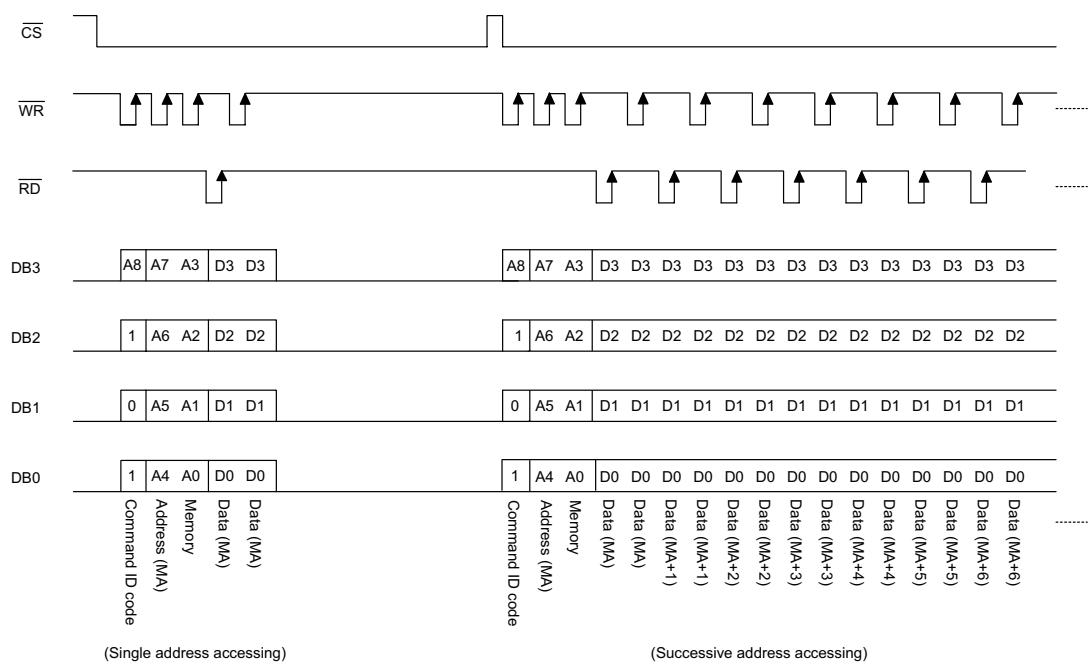 CS
WR
RD
DB3 A8 A7 A3 D3 D3 A8 A7 A3 D3 D3 D3 D3 D3 D3 D3 D3 D3 D3 D3 D3 D3 D3
DB2 1 A6 A2 D2 D2 1 A6 A2 D2 D2 D2 D2 D2 D2 D2 D2 D2 D2 D2 D2 D2 D2
DB1 0 A5 A1 D1 D1 0 A5 A1 D1 D1 D1 D1 D1 D1 D1 D1 D1 D1 D1 D1 D1 D1
DB0 1 A4 A0 D0 D0 1 A4 A0 D0 D0 D0 D0 D0 D0 D0 D0 D0 D0 D0 D0 D0 D0
Command ID code
Address (MA)
Memory
Data (MA)
Data (MA)
Command ID code
Address (MA)
Memory
Data (MA)
Data (MA)
Data (MA+1)
Data (MA+1)
Data (MA+2)
Data (MA+2)
Data (MA+3)
Data (MA+3)
Data (MA+4)
Data (MA+4)
Data (MA+5)
Data (MA+5)
Data (MA+6)
Data (MA+6)
(Single address accessing)
(Successive address accessing)